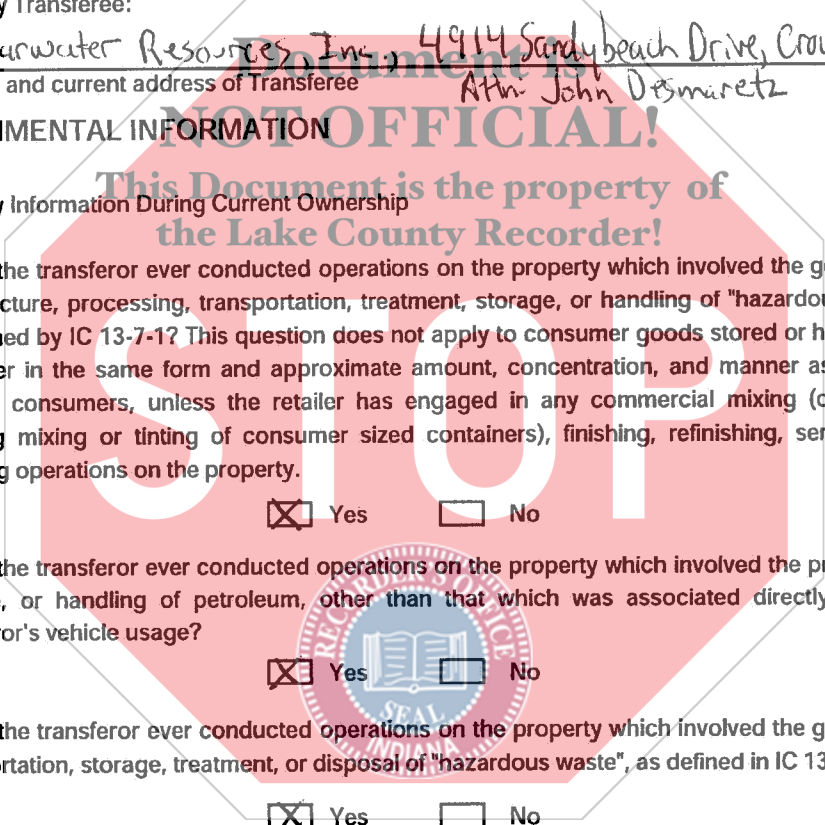 y Transferee:
arwater Resources, Inc., 4914 Sandybeach Drive, Crow
and current address of Transferee
Attn: John Desmaretz
Document is
NOT OFFICIAL!
This Document is the property of
the Lake County Recorder!
MENTAL INFORMATION
y Information During Current Ownership
the transferor ever conducted operations on the property which involved the g
cture, processing, transportation, treatment, storage, or handling of "hazardou
ed by IC 13-7-1? This question does not apply to consumer goods stored or h
er in the same form and approximate amount, concentration, and manner as
consumers, unless the retailer has engaged in any commercial mixing (o
g mixing or tinting of consumer sized containers), finishing, refinishing, ser
g operations on the property.
STOP
X Yes No
the transferor ever conducted operations on the property which involved the pr
, or handling of petroleum, other than that which was associated directly
or's vehicle usage?
X Yes No
RECORDER'S OFFICE
SEAL
INDIANA
the transferor ever conducted operations on the property which involved the g
rtation, storage, treatment, or disposal of "hazardous waste", as defined in IC 13
X Yes No